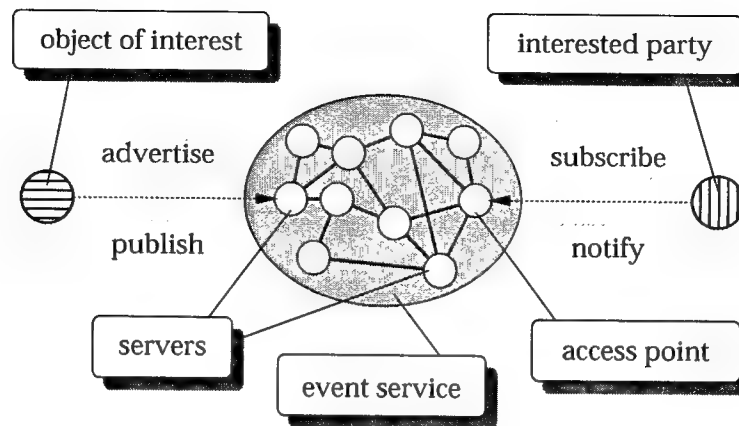 object of interest
interested party
advertise
subscribe
publish
notify
servers
access point
event service